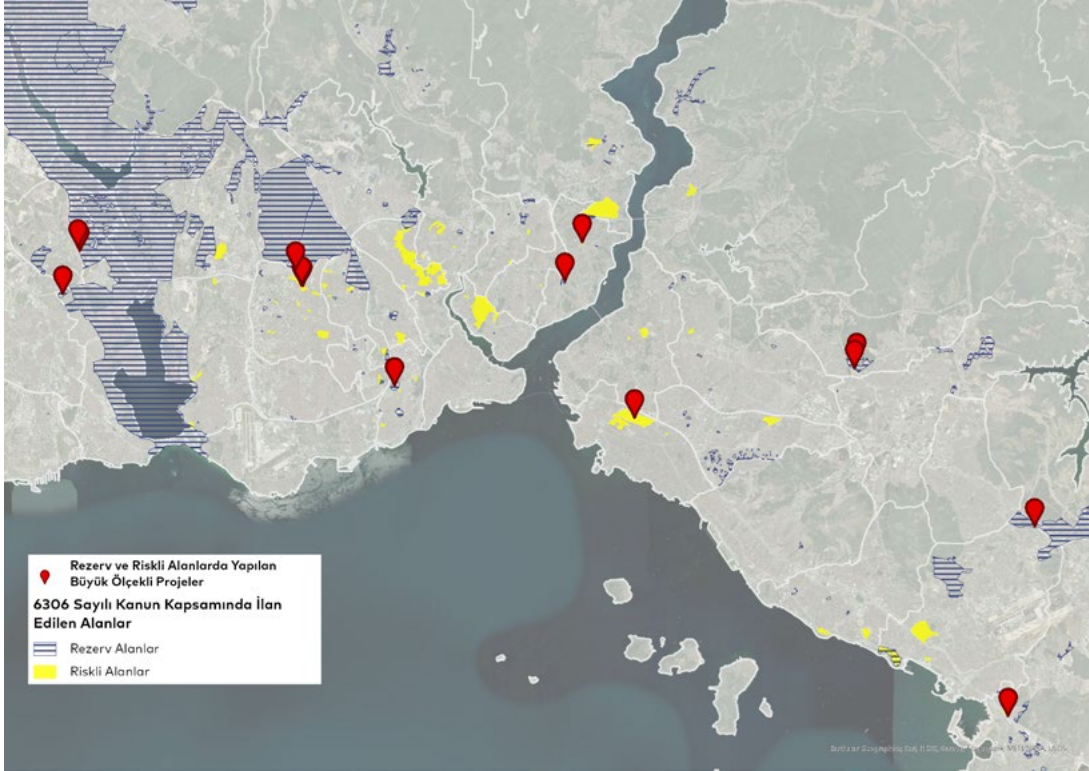 Rezerv ve Riskli Alanlarda Yapılan
Büyük Ölçekli Projeler
6306 Sayılı Kanun Kapsamında İlan
Edilen Alanlar
Rezerv Alanlar
Riskli Alanlar